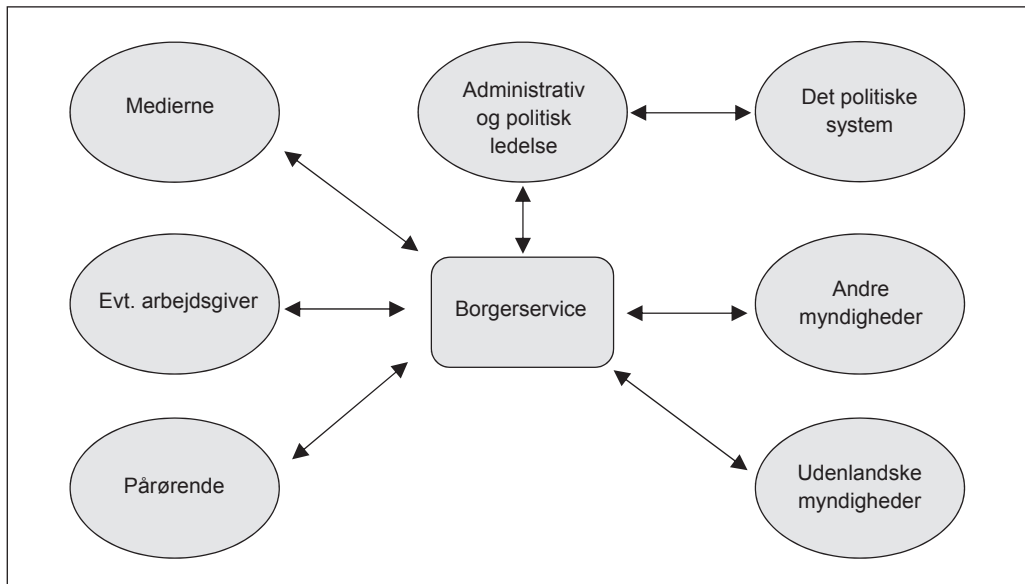 Medierne
Administrativ
og politisk
ledelse
Det politiske
system
Evt. arbejdsgiver
Borgerservice
Andre
myndigheder
Pårørende
Udenlandske
myndigheder